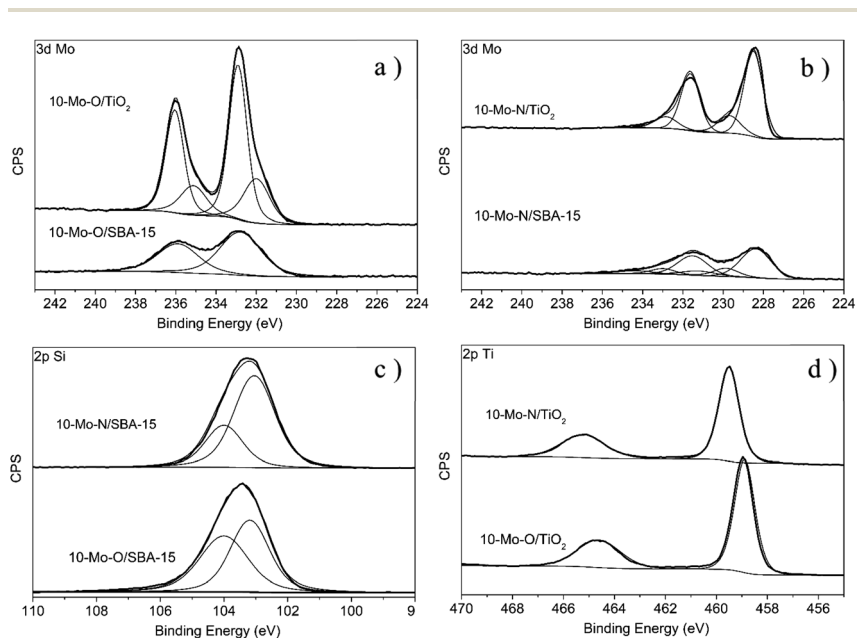 3d Mo
a )
10-Mo-O/TiO2
10-Mo-O/SBA-15
CPS
242 240 238 236 234 232 230 228 226 224
Binding Energy (eV)
3d Mo
b )
10-Mo-N/TiO2
10-Mo-N/SBA-15
CPS
242 240 238 236 234 232 230 228 226 224
Binding Energy (eV)
2p Si
c )
10-Mo-N/SBA-15
10-Mo-O/SBA-15
CPS
110 108 106 104 102 100 9
Binding Energy (eV)
2p Ti
d )
10-Mo-N/TiO2
10-Mo-O/TiO2
CPS
470 468 466 464 462 460 458 456
Binding Energy (eV)